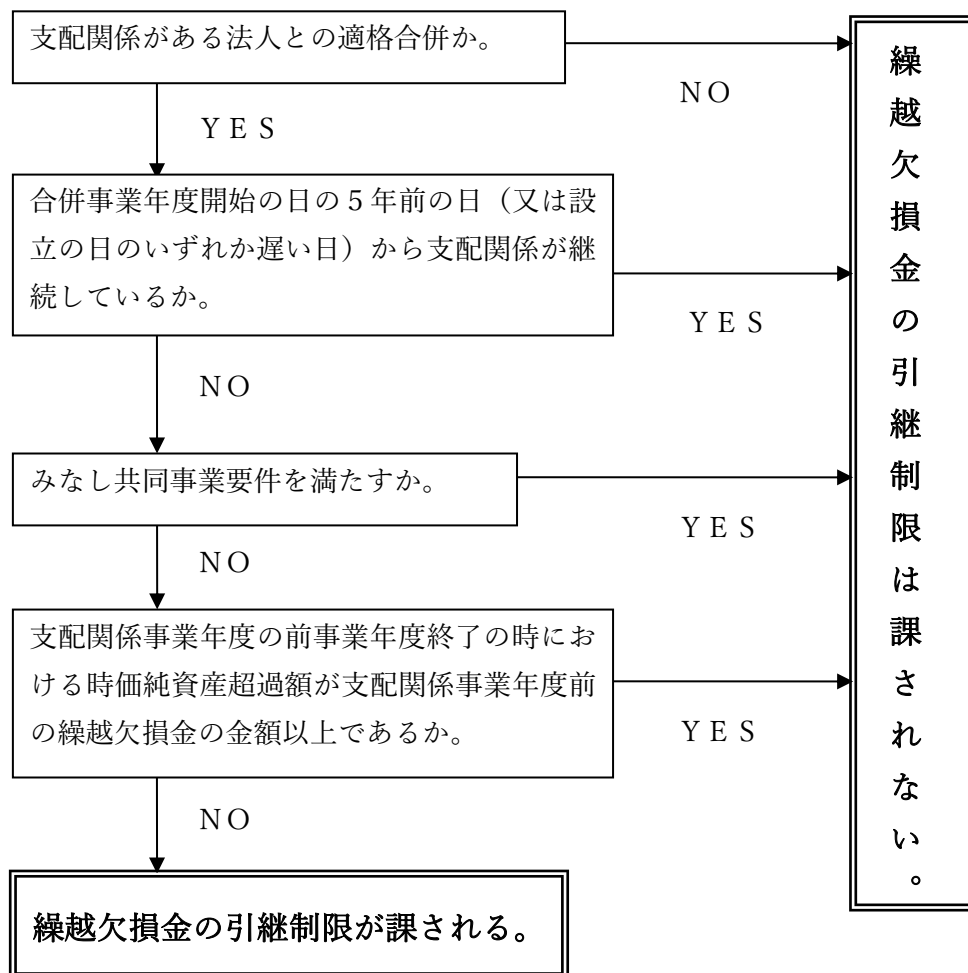 支配関係がある法人との適格合併か。
NO
YES
合併事業年度開始の日の5年前の日（又は設
立の日のいずれか遅い日）から支配関係が継
続しているか。
YES
NO
みなし共同事業要件を満たすか。
YES
NO
支配関係事業年度の前事業年度終了の時にお
ける時価純資産超過額が支配関係事業年度前
の繰越欠損金の金額以上であるか。
YES
NO
繰越欠損金の引継制限が課される。
繰越欠損金の引継制限は課されない。